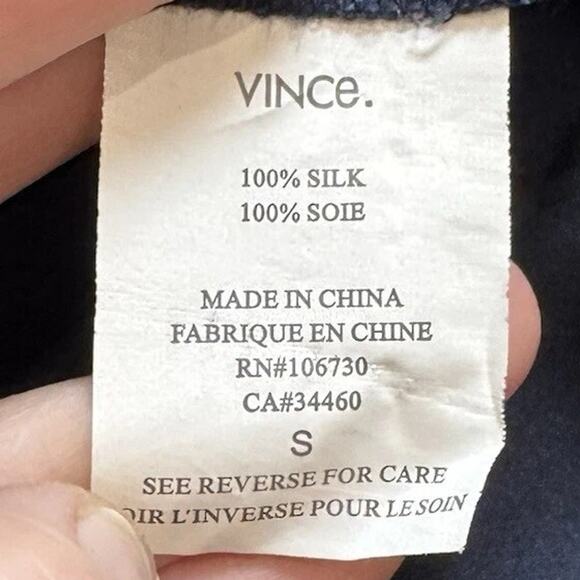 VINCe.
100% SILK
100% SOIE
MADE IN CHINA
FABRIQUE EN CHINE
RN#106730
CA#34460
S
SEE REVERSE FOR CARE
OIR L'INVERSE POUR LE SOIN